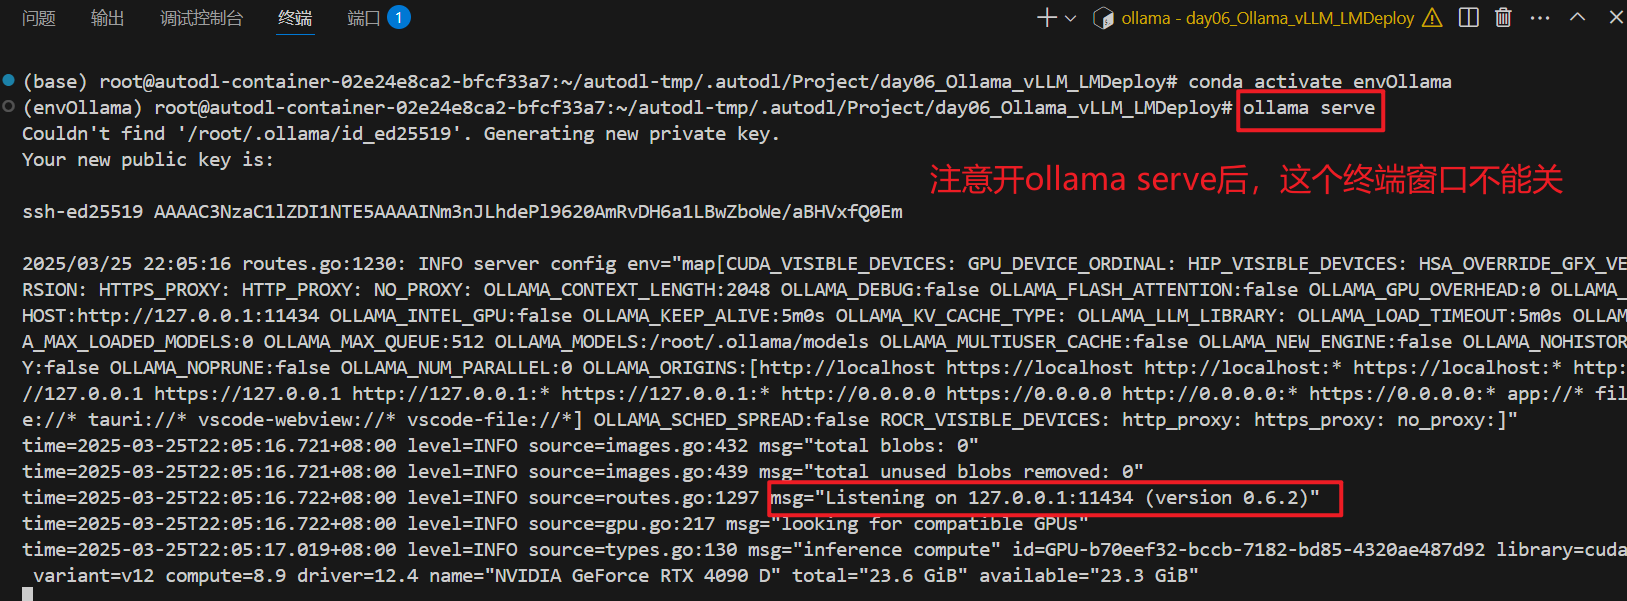 问题 输出 调试控制台 终端 端口 1 ollama - day06_Ollama_vLLM_LMDeploy
(base) root@autodl-container-02e24e8ca2-bfcf33a7:~/autodl-tmp/.autodl/Project/day06_Ollama_vLLM_LMDeploy# conda activate envOllama
(envOllama) root@autodl-container-02e24e8ca2-bfcf33a7:~/autodl-tmp/.autodl/Project/day06_Ollama_vLLM_LMDeploy# ollama serve
Couldn't find '/root/.ollama/id_ed25519'. Generating new private key.
Your new public key is:
注意开ollama serve后，这个终端窗口不能关
ssh-ed25519 AAAAC3NzaC1lZDI1NTE5AAAAINm3nJLhdePl9620AmRvDH6a1LBwZboWe/aBHVxfQ0Em
2025/03/25 22:05:16 routes.go:1230: INFO server config env="map[CUDA_VISIBLE_DEVICES: GPU_DEVICE_ORDINAL: HIP_VISIBLE_DEVICES: HSA_OVERRIDE_GFX_VE
RSION: HTTPS_PROXY: HTTP_PROXY: NO_PROXY: OLLAMA_CONTEXT_LENGTH:2048 OLLAMA_DEBUG:false OLLAMA_FLASH_ATTENTION:false OLLAMA_GPU_OVERHEAD:0 OLLAMA_
HOST:http://127.0.0.1:11434 OLLAMA_INTEL_GPU:false OLLAMA_KEEP_ALIVE:5m0s OLLAMA_KV_CACHE_TYPE: OLLAMA_LLM_LIBRARY: OLLAMA_LOAD_TIMEOUT:5m0s OLLAM
A_MAX_LOADED_MODELS:0 OLLAMA_MAX_QUEUE:512 OLLAMA_MODELS:/root/.ollama/models OLLAMA_MULTIUSER_CACHE:false OLLAMA_NEW_ENGINE:false OLLAMA_NOHISTOR
Y:false OLLAMA_NOPRUNE:false OLLAMA_NUM_PARALLEL:0 OLLAMA_ORIGINS:[http://localhost https://localhost http://localhost:* https://localhost:* http:
//127.0.0.1 https://127.0.0.1 http://127.0.0.1:* https://127.0.0.1:* http://0.0.0.0 https://0.0.0.0 http://0.0.0.0:* https://0.0.0.0:* app://* fil
e://* tauri://* vscode-webview://* vscode-file://*] OLLAMA_SCHED_SPREAD:false ROCR_VISIBLE_DEVICES: http_proxy: https_proxy: no_proxy:]"
time=2025-03-25T22:05:16.721+08:00 level=INFO source=images.go:432 msg="total blobs: 0"
time=2025-03-25T22:05:16.721+08:00 level=INFO source=images.go:439 msg="total unused blobs removed: 0"
time=2025-03-25T22:05:16.722+08:00 level=INFO source=routes.go:1297 msg="Listening on 127.0.0.1:11434 (version 0.6.2)"
time=2025-03-25T22:05:16.722+08:00 level=INFO source=gpu.go:217 msg="looking for compatible GPUs"
time=2025-03-25T22:05:17.019+08:00 level=INFO source=types.go:130 msg="inference compute" id=GPU-b70eef32-bccb-7182-bd85-4320ae487d92 library=cuda
variant=v12 compute=8.9 driver=12.4 name="NVIDIA GeForce RTX 4090 D" total="23.6 GiB" available="23.3 GiB"